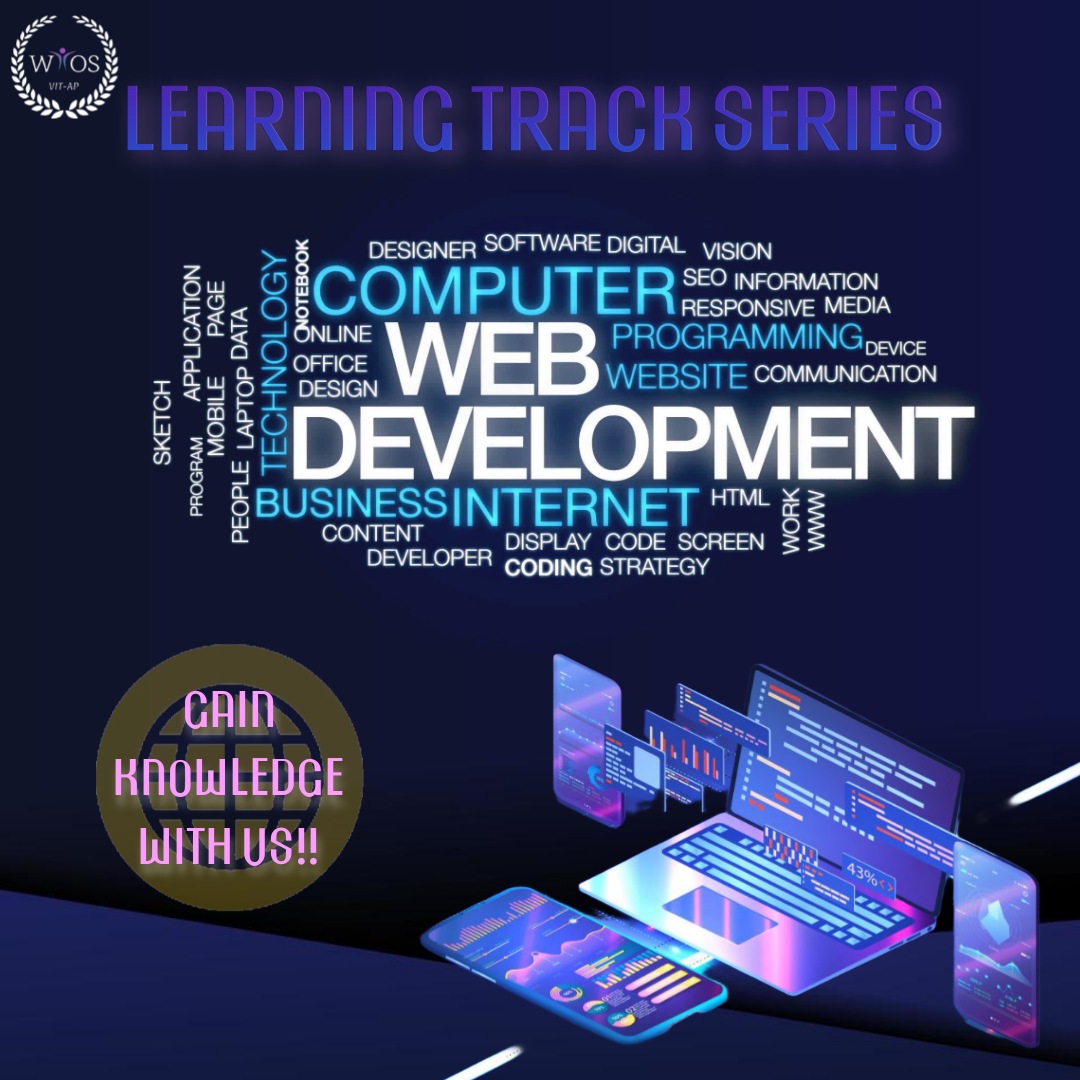 WIOS
VIT-AP
LEARNING TRACK SERIES
DESIGNER SOFTWARE DIGITAL VISION
COMPUTER
SEO INFORMATION
RESPONSIVE MEDIA
NOTEBOOK
TECHNOLOGY
ONLINE
OFFICE
DESIGN
WEB
PROGRAMMING
DEVICE
WEBSITE
COMMUNICATION
DEVELOPMENT
APPLICATION
PAGE
SKETCH
MOBILE
LAPTOP DATA
PROGRAM
PEOPLE
BUSINESS
INTERNET
HTML
WORK
WWW
CONTENT
DISPLAY CODE SCREEN
DEVELOPER
CODING STRATEGY
GAIN
KNOWLEDGE
WITH US!!
43%<>